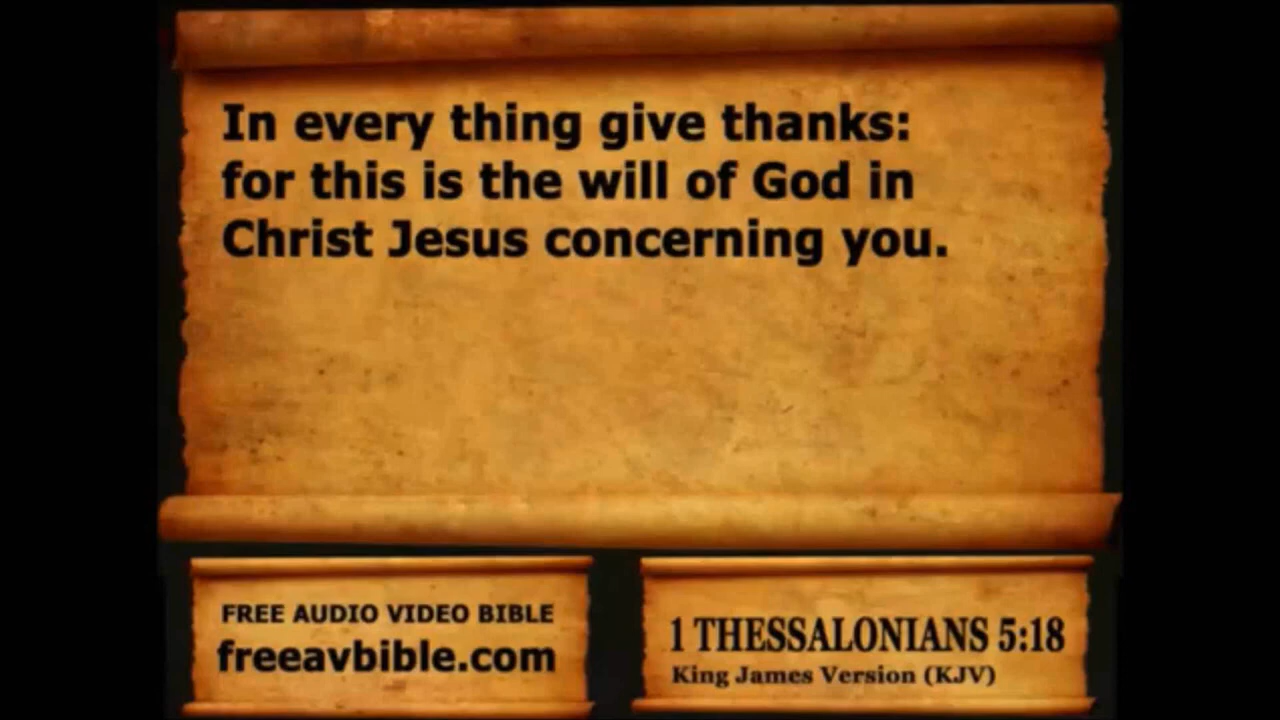 In every thing give thanks:
for this is the will of God in
Christ Jesus concerning you.
FREE AUDIO VIDEO BIBLE
freeavbible.com
1 THESSALONIANS 5:18
King James Version (KJV)